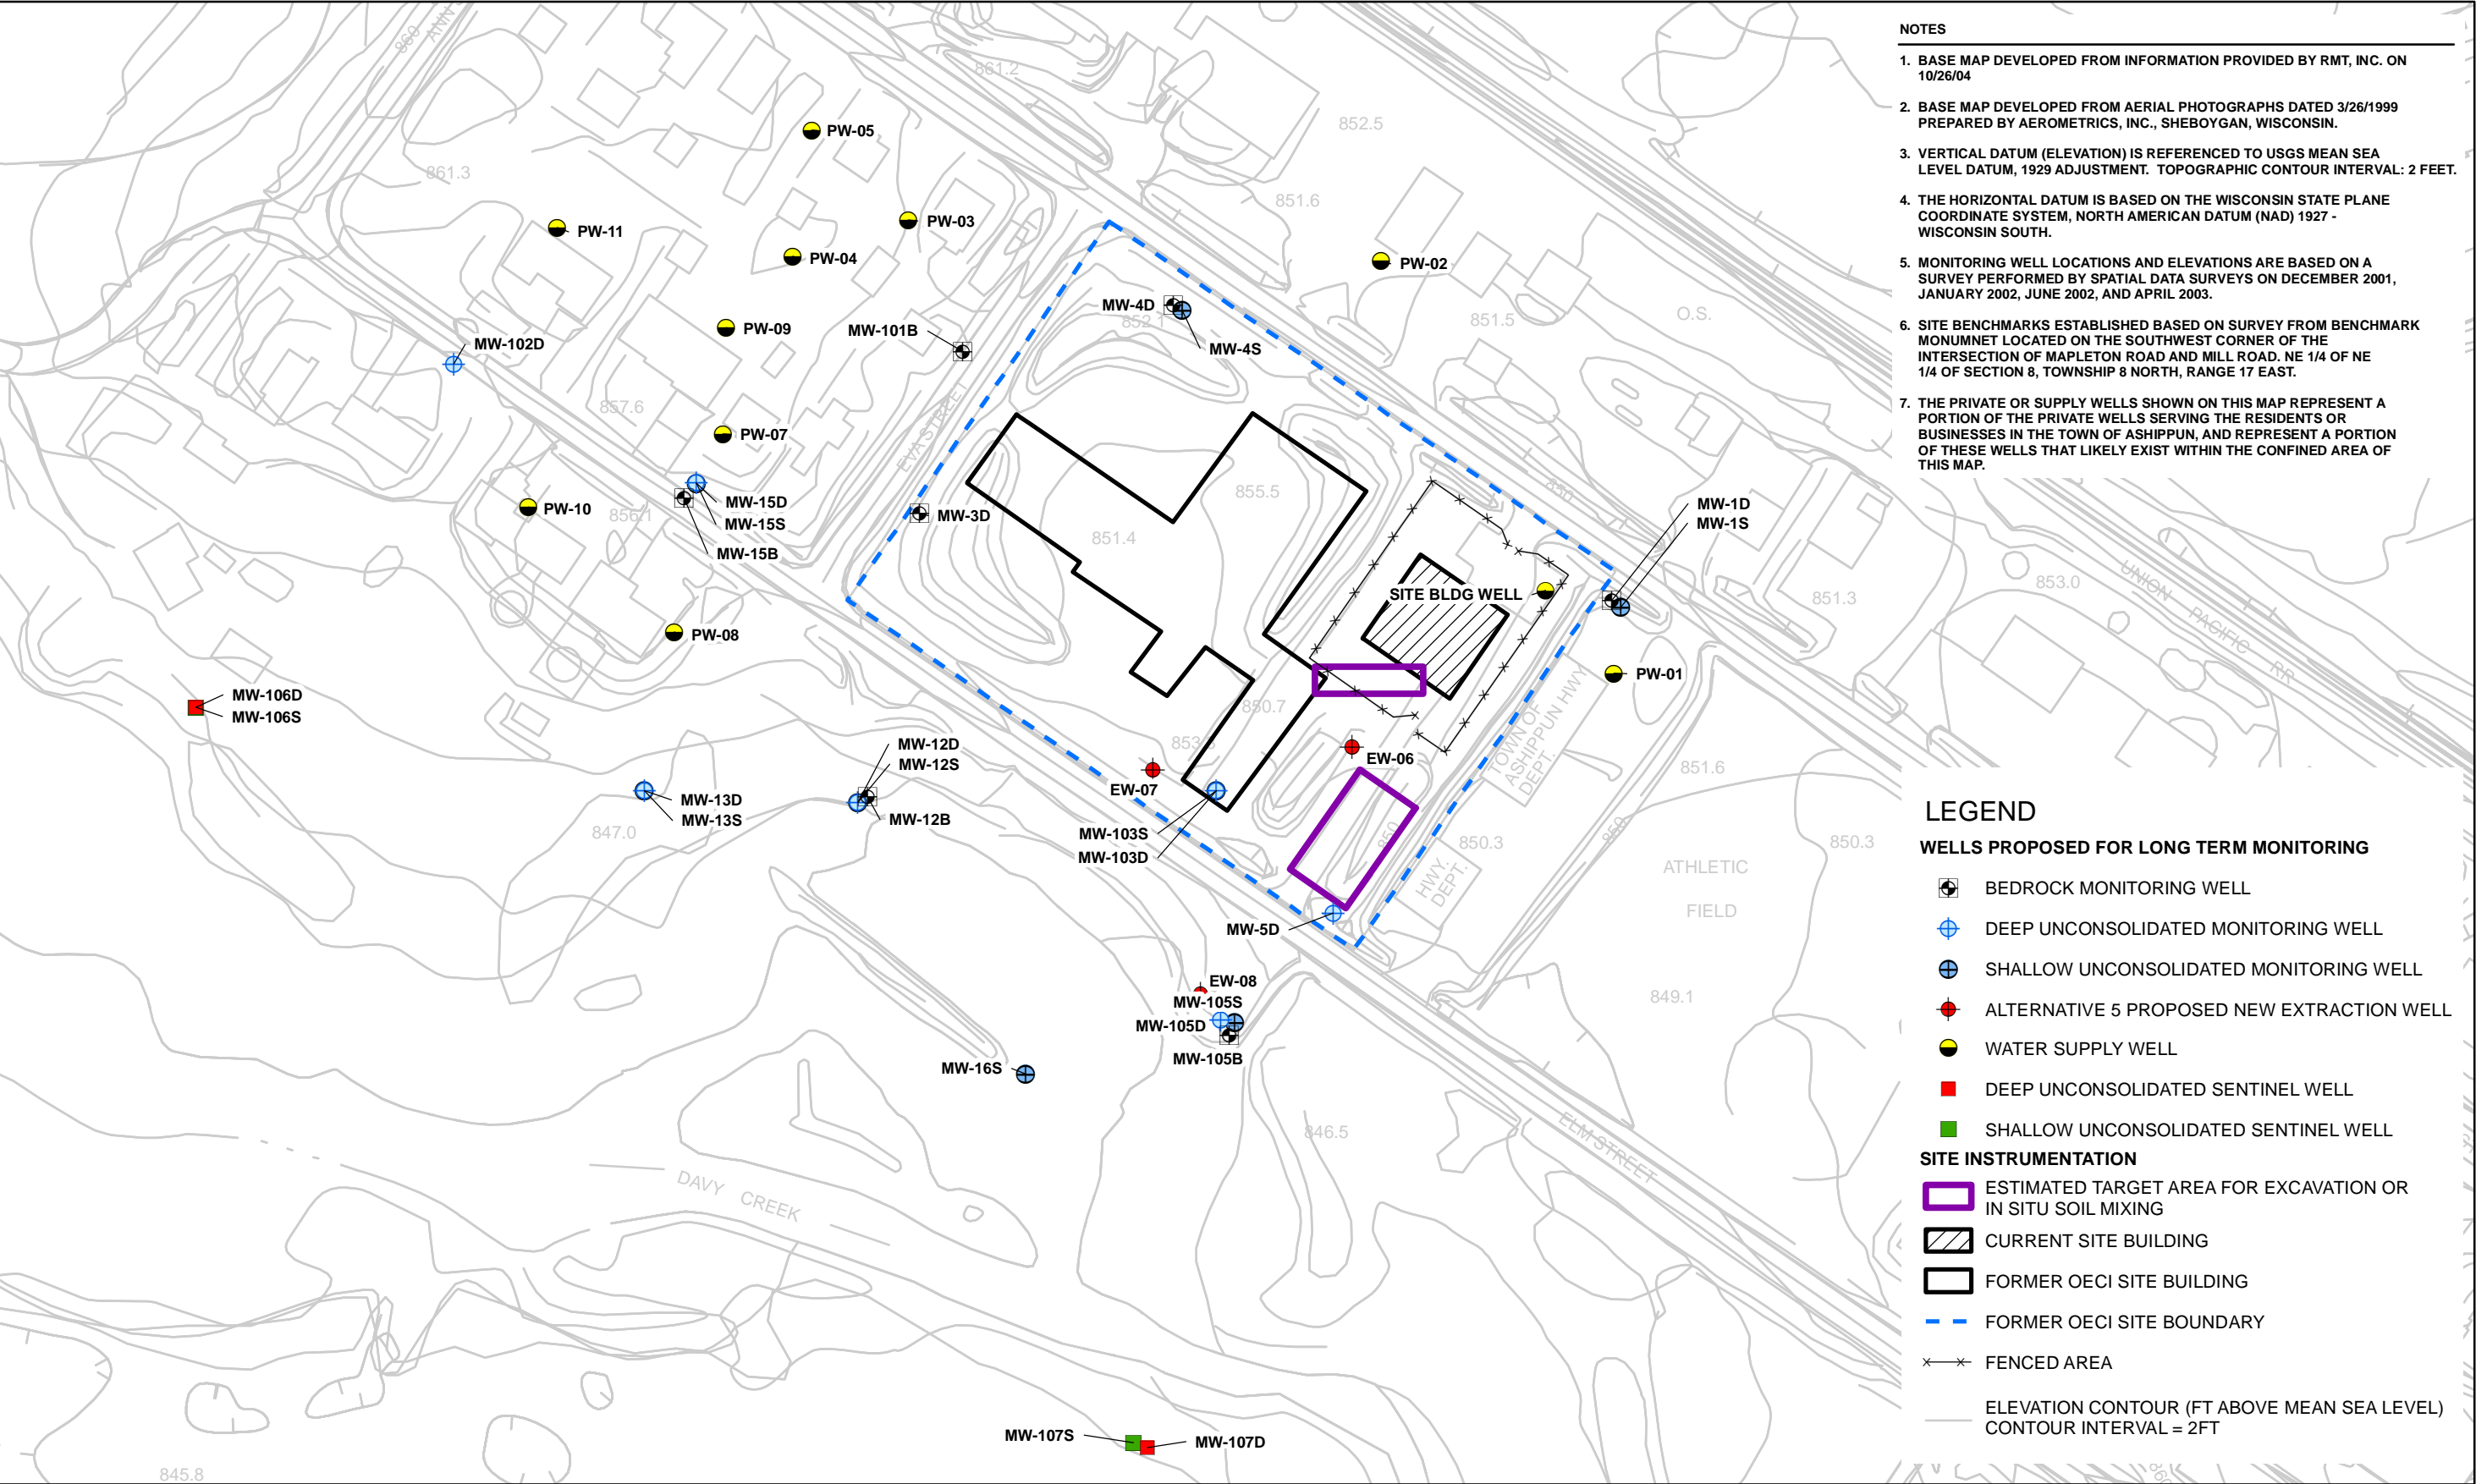 NOTES
1. BASE MAP DEVELOPED FROM INFORMATION PROVIDED BY RMT, INC. ON
10/26/04
2. BASE MAP DEVELOPED FROM AERIAL PHOTOGRAPHS DATED 3/26/1999
PREPARED BY AEROMETRICS, INC., SHEBOYGAN, WISCONSIN.
3. VERTICAL DATUM (ELEVATION) IS REFERENCED TO USGS MEAN SEA
LEVEL DATUM, 1929 ADJUSTMENT. TOPOGRAPHIC CONTOUR INTERVAL: 2 FEET.
4. THE HORIZONTAL DATUM IS BASED ON THE WISCONSIN STATE PLANE
COORDINATE SYSTEM, NORTH AMERICAN DATUM (NAD) 1927 -
WISCONSIN SOUTH.
5. MONITORING WELL LOCATIONS AND ELEVATIONS ARE BASED ON A
SURVEY PERFORMED BY SPATIAL DATA SURVEYS ON DECEMBER 2001,
JANUARY 2002, JUNE 2002, AND APRIL 2003.
6. SITE BENCHMARKS ESTABLISHED BASED ON SURVEY FROM BENCHMARK
MONUMNET LOCATED ON THE SOUTHWEST CORNER OF THE
INTERSECTION OF MAPLETON ROAD AND MILL ROAD. NE 1/4 OF NE
1/4 OF SECTION 8, TOWNSHIP 8 NORTH, RANGE 17 EAST.
7. THE PRIVATE OR SUPPLY WELLS SHOWN ON THIS MAP REPRESENT A
PORTION OF THE PRIVATE WELLS SERVING THE RESIDENTS OR
BUSINESSES IN THE TOWN OF ASHIPPUN, AND REPRESENT A PORTION
OF THESE WELLS THAT LIKELY EXIST WITHIN THE CONFINED AREA OF
THIS MAP.
860
861.2
852.5
PW-05
861.3
851.6
PW-11
PW-03
PW-04
PW-02
MW-4D
852.1
MW-4S
851.5
O.S.
PW-09
MW-101B
MW-102D
857.6
EVA STREET
PW-07
855.5
850
MW-15D
MW-15S
MW-15B
PW-10
856.1
MW-3D
851.4
MW-1D
MW-1S
SITE BLDG WELL
851.3
853.0
UNION PACIFIC RR
PW-08
PW-01
MW-106D
MW-106S
850.7
TOWN OF
ASHIPPUN HWY
DEPT.
MW-12D
MW-12S
MW-12B
EW-06
EW-07
851.6
MW-13D
MW-13S
847.0
MW-103S
MW-103D
850
850.3
850
850.3
HWY.
DEPT.
ATHLETIC
FIELD
MW-5D
EW-08
MW-105S
MW-105D
MW-105B
849.1
MW-16S
846.5
ELM STREET
DAVY CREEK
MW-107S
MW-107D
845.8
LEGEND
WELLS PROPOSED FOR LONG TERM MONITORING
BEDROCK MONITORING WELL
DEEP UNCONSOLIDATED MONITORING WELL
SHALLOW UNCONSOLIDATED MONITORING WELL
ALTERNATIVE 5 PROPOSED NEW EXTRACTION WELL
WATER SUPPLY WELL
DEEP UNCONSOLIDATED SENTINEL WELL
SHALLOW UNCONSOLIDATED SENTINEL WELL
SITE INSTRUMENTATION
ESTIMATED TARGET AREA FOR EXCAVATION OR
IN SITU SOIL MIXING
CURRENT SITE BUILDING
FORMER OECI SITE BUILDING
FORMER OECI SITE BOUNDARY
FENCED AREA
ELEVATION CONTOUR (FT ABOVE MEAN SEA LEVEL)
CONTOUR INTERVAL = 2FT